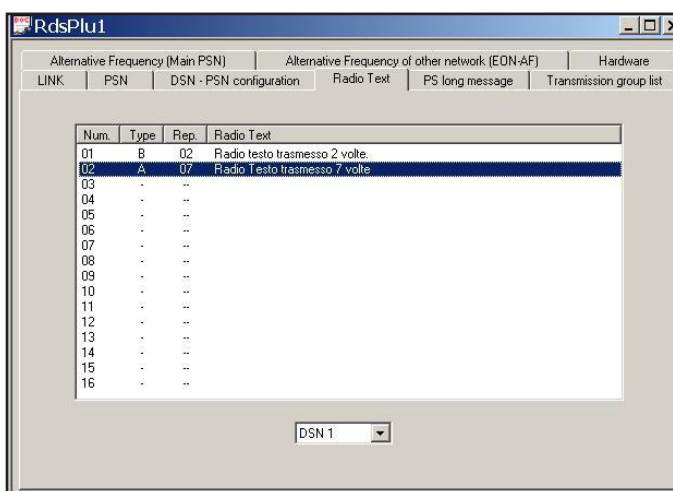 RdsPlu1
Alternative Frequency (Main PSN) Alternative Frequency of other network (EON-AF) Hardware
LINK PSN DSN - PSN configuration Radio Text PS long message Transmission group list
Num. Type Rep. Radio Text
01 B 02 Radio testo trasmesso 2 volte.
02 A 07 Radio Testo trasmesso 7 volte
03 - --
04 - --
05 - --
06 - --
07 - --
08 - --
09 - --
10 - --
11 - --
12 - --
13 - --
14 - --
15 - --
16 - --
DSN 1